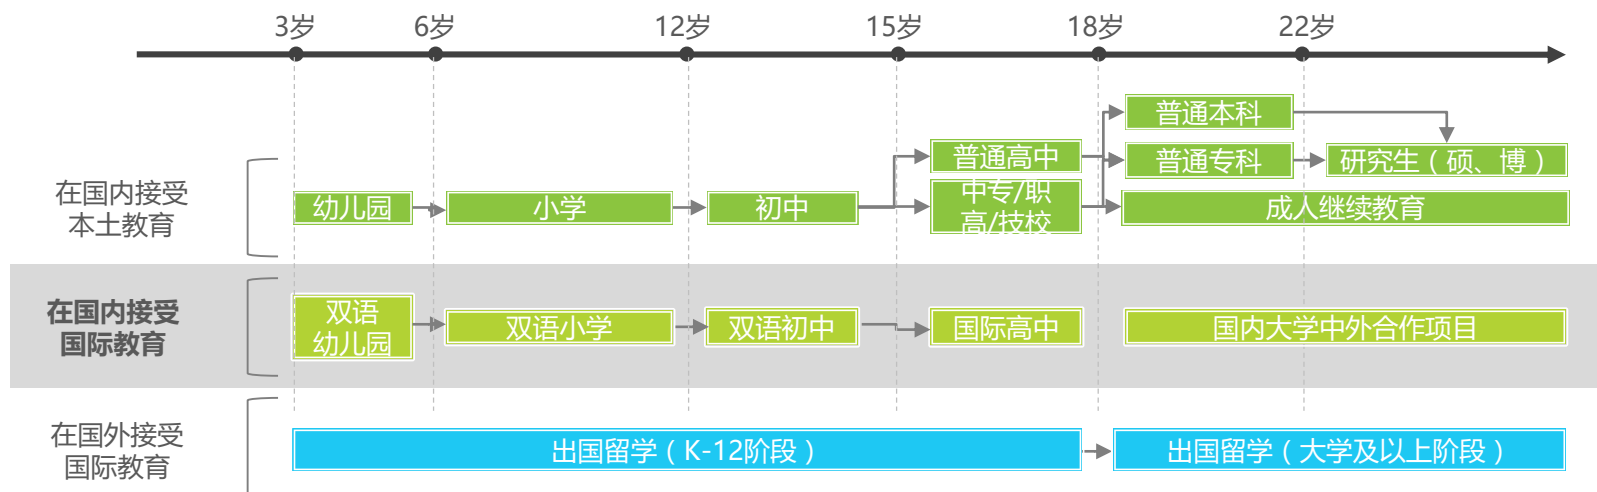 3岁 6岁 12岁 15岁 18岁 22岁
普通本科
普通高中 普通专科 研究生（硕、博）
在国内接受
本土教育
幼儿园 小学 初中 中专/职
高/技校 成人继续教育
在国内接受
国际教育
双语
幼儿园 双语小学 双语初中 国际高中 国内大学中外合作项目
在国外接受
国际教育
出国留学（K-12阶段） 出国留学（大学及以上阶段）